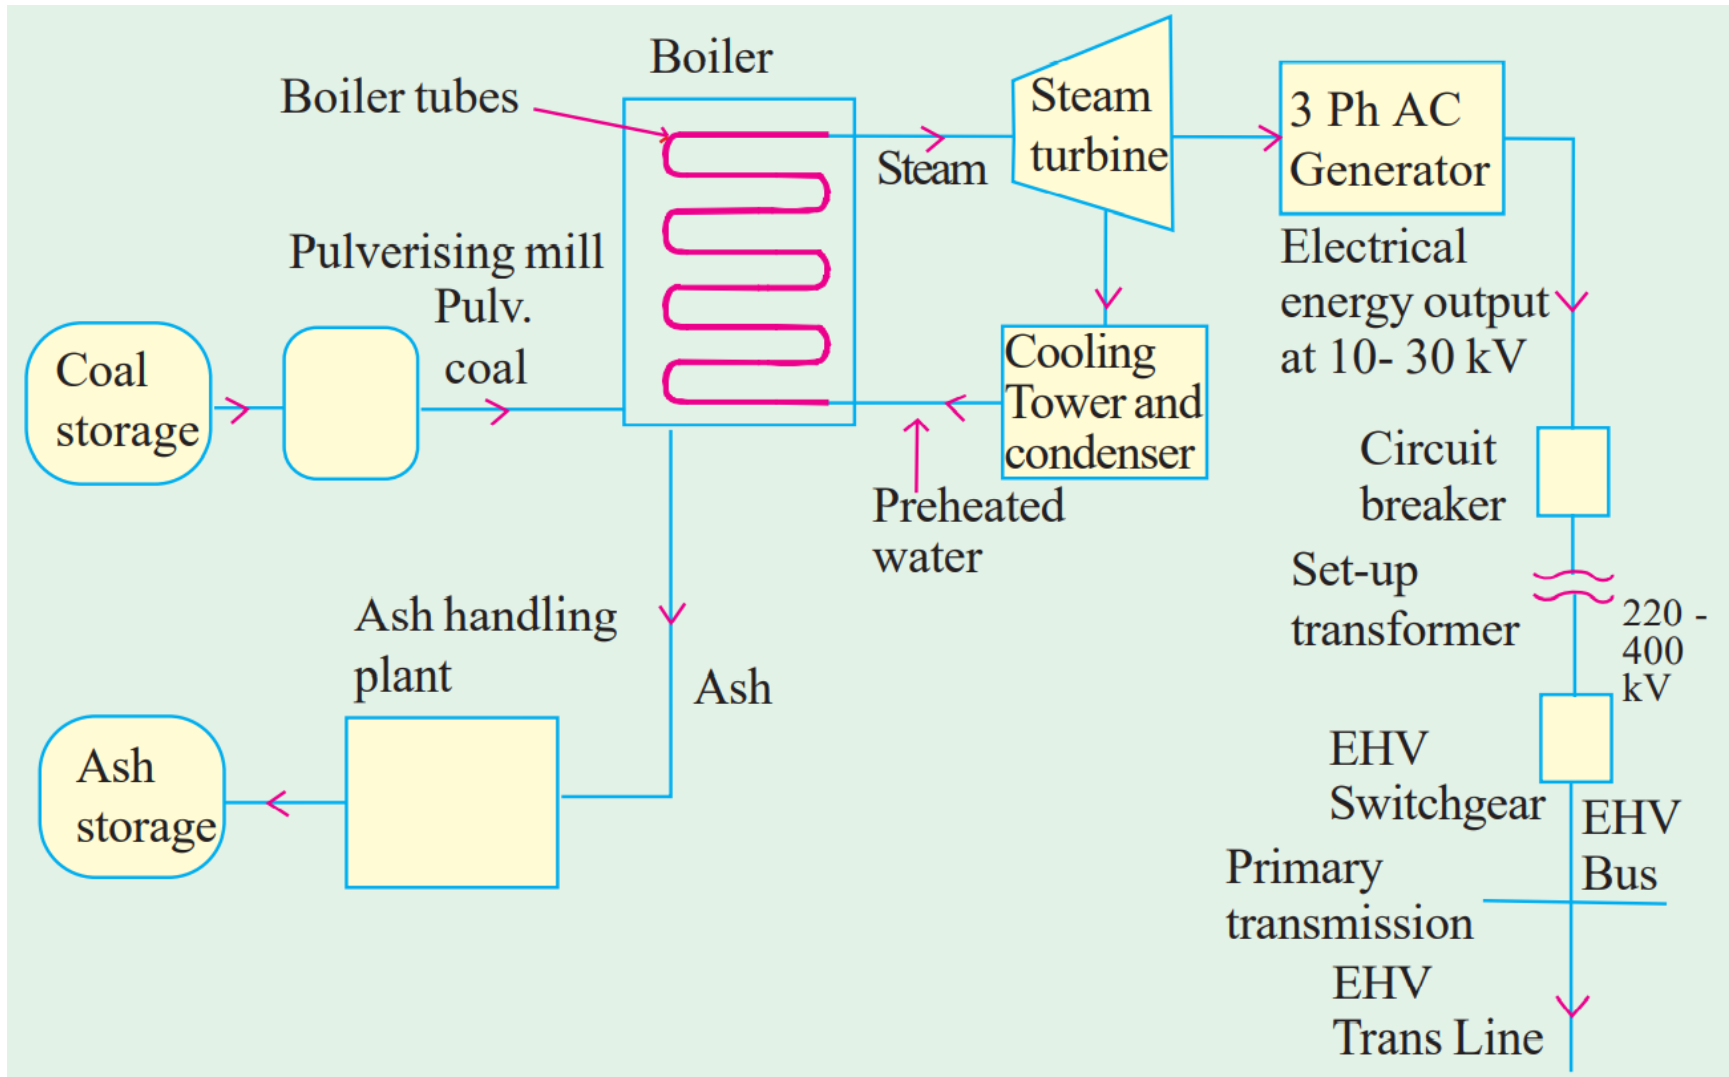 Boiler
Boiler tubes
Steam
turbine
3 Ph AC
Generator
Steam
Pulverising mill
Pulv.
coal
Electrical
energy output
at 10- 30 kV
Coal
storage
Cooling
Tower and
condenser
Preheated
water
Circuit
breaker
Set-up
transformer
220 -
400
kV
Ash handling
plant
Ash
Ash
storage
EHV
Switchgear
EHV
Bus
Primary
transmission
EHV
Trans Line